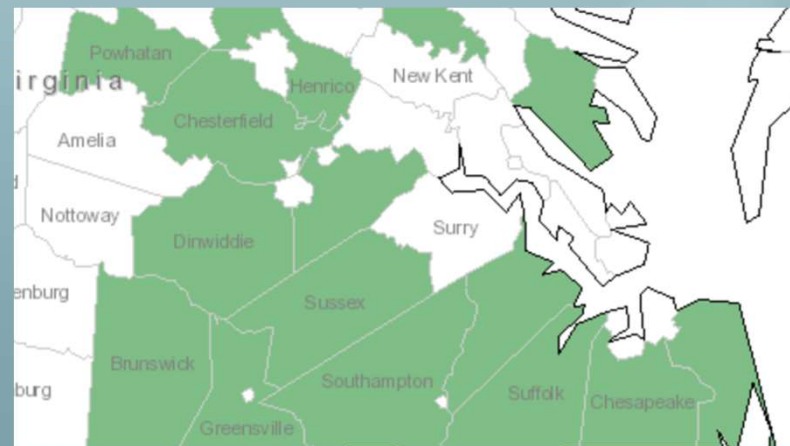 Powhatan
irginia
Henrico
New Kent
Chesterfield
Amelia
Nottoway
Surry
Dinwiddie
enburg
Sussex
Brunswick
Southampton
Suffolk
burg
Chesapeake
Greensville